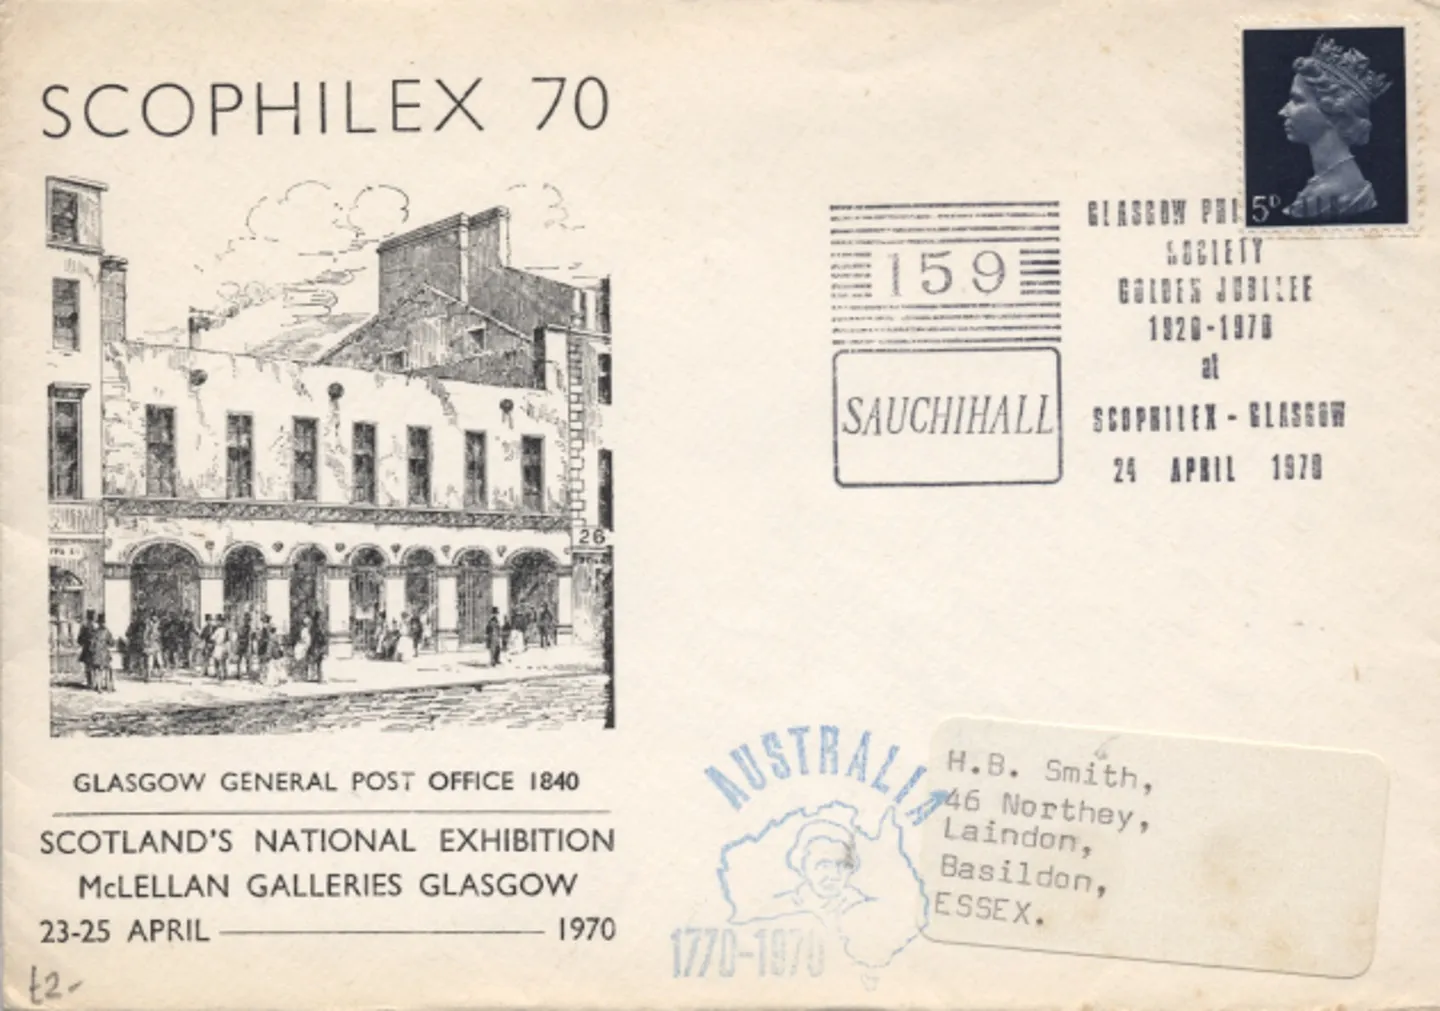 SCOPHILEX 70
26
GLASGOW GENERAL POST OFFICE 1840
SCOTLAND'S NATIONAL EXHIBITION
McLELLAN GALLERIES GLASGOW
23-25 APRIL 1970
£2-
5D
159
SAUCHIHALL
GLASGOW PHI
SOCIETY
GOLDEN JUBILEE
1920-1970
at
SCOPHILEX - GLASGOW
24 APRIL 1970
AUSTRALIA
1770-1970
H.B. Smith,
46 Northey,
Laindon,
Basildon,
ESSEX.